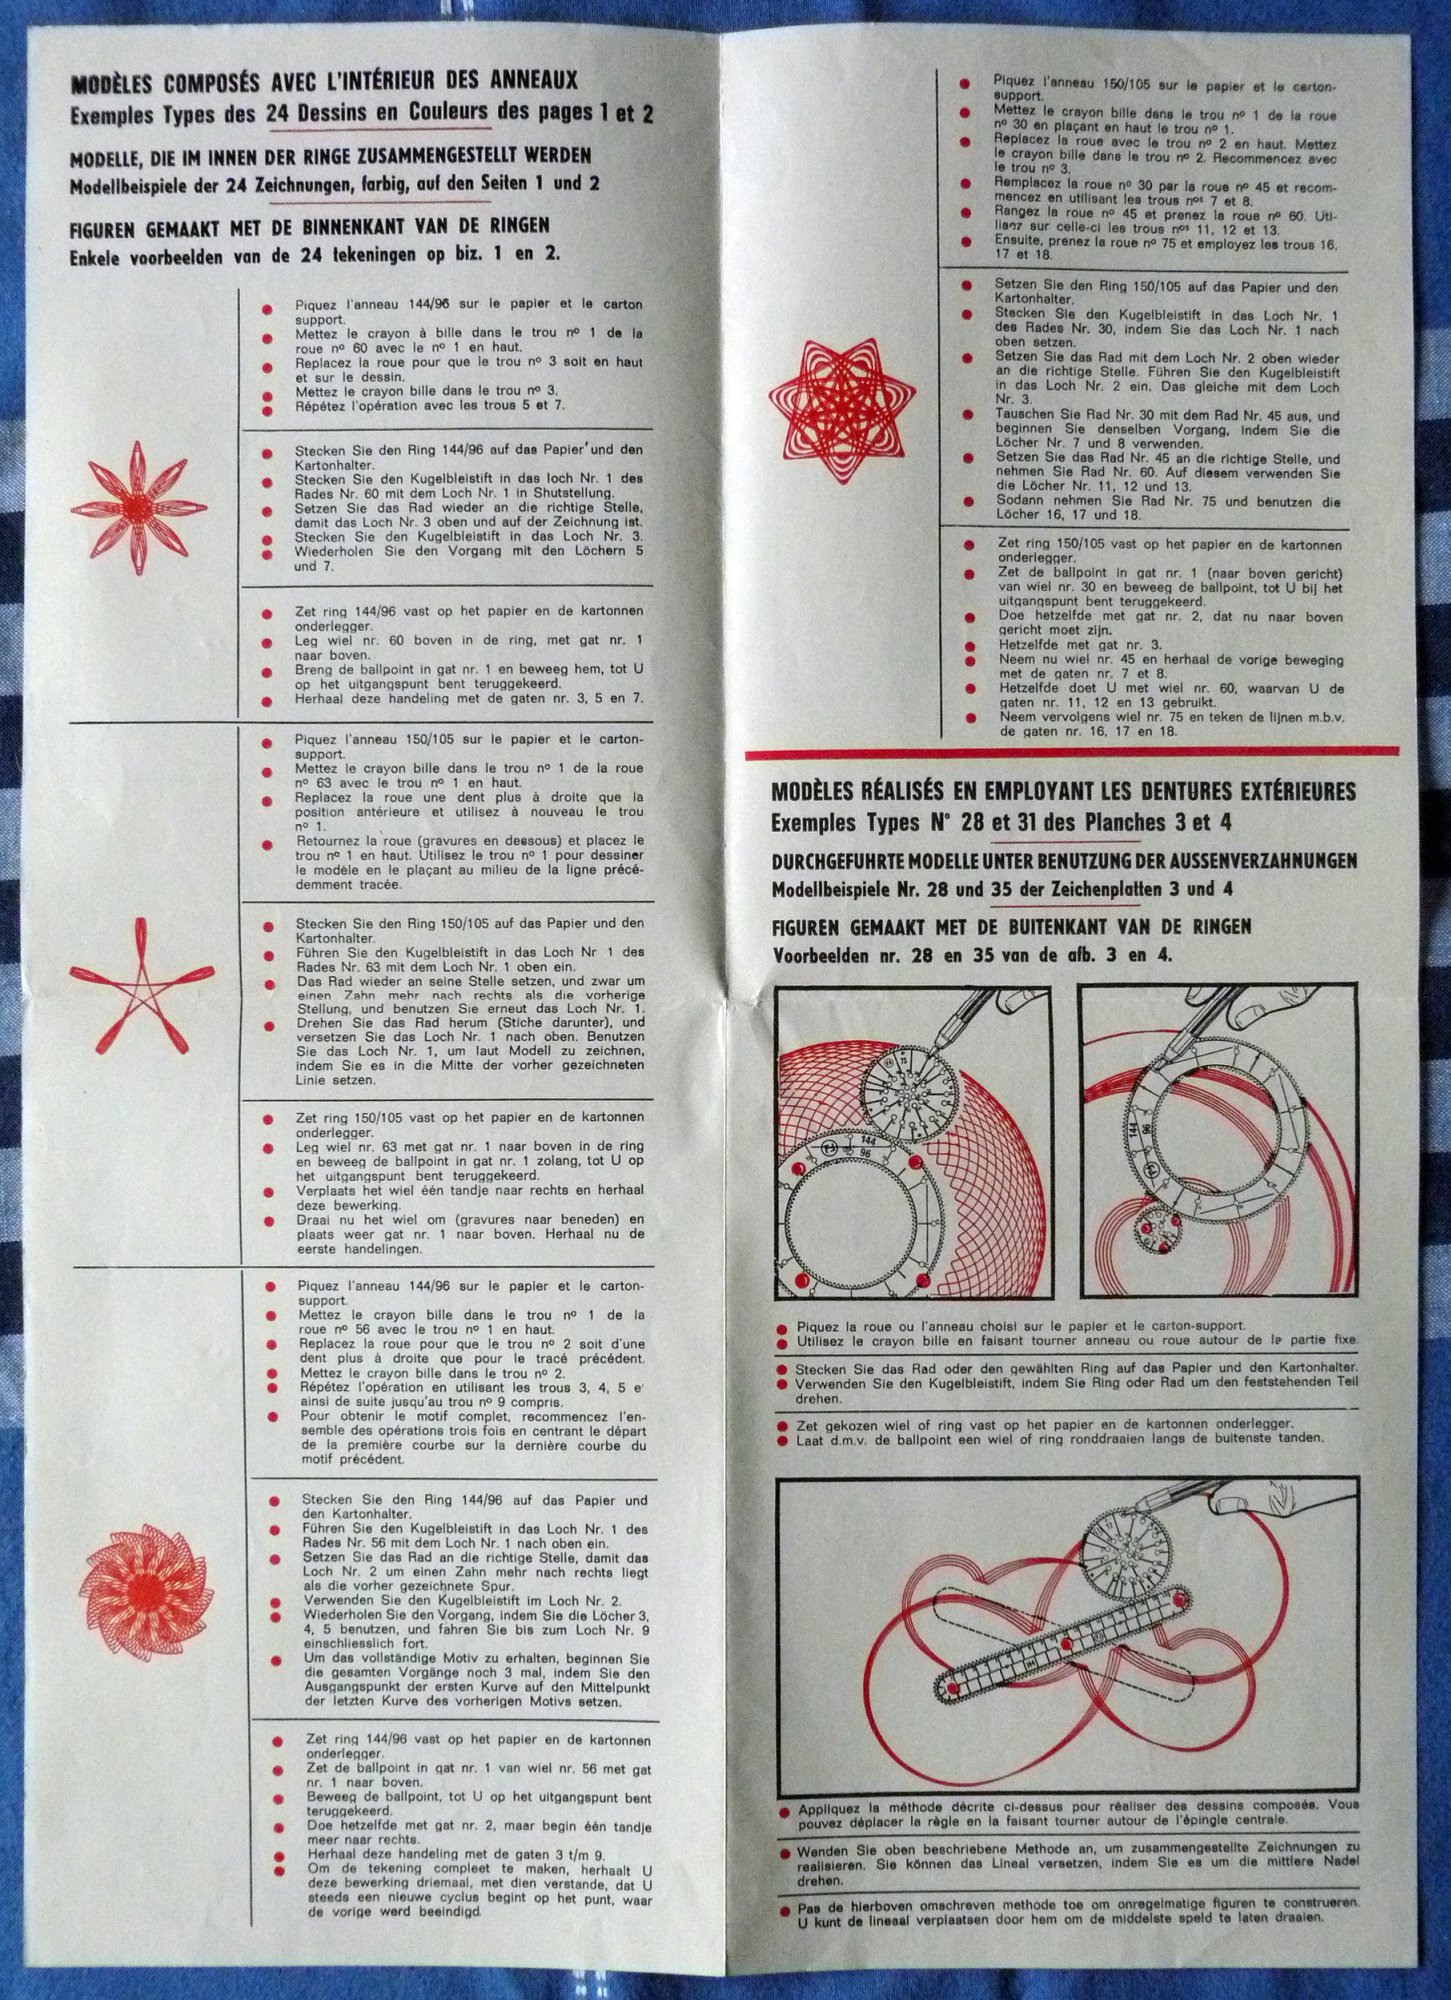 MODÈLES COMPOSÉS AVEC L'INTÉRIEUR DES ANNEAUX
Exemples Types des 24 Dessins en Couleurs des pages 1 et 2
MODELLE, DIE IM INNEN DER RINGE ZUSAMMENGESTELLT WERDEN
Modellbeispiele der 24 Zeichnungen, farbig, auf den Seiten 1 und 2
FIGUREN GEMAAKT MET DE BINNENKANT VAN DE RINGEN
Enkele voorbeelden van de 24 tekeningen op biz. 1 en 2.
Piquez l'anneau 144/96 sur le papier et le carton
support.
Mettez le crayon à bille dans le trou nº 1 de la
roue nº 60 avec le nº 1 en haut.
Replacez la roue pour que le trou nº 3 soit en haut
et sur le dessin.
Mettez le crayon bille dans le trou nº 3.
Répétez l'opération avec les trous 5 et 7.
Stecken Sie den Ring 144/96 auf das Papier und den
Kartonhalter.
Stecken Sie den Kugelbleistift in das loch Nr. 1 des
Rades Nr. 60 mit dem Loch Nr. 1 in Shutstellung.
Setzen Sie das Rad wieder an die richtige Stelle,
damit das Loch Nr. 3 oben und auf der Zeichnung ist.
Stecken Sie den Kugelbleistift in das Loch Nr. 3.
Wiederholen Sie den Vorgang mit den Löchern 5
und 7.
Zet ring 144/96 vast op het papier en de kartonnen
onderlegger.
Leg wiel nr. 60 boven in de ring, met gat nr. 1
naar boven.
Breng de ballpoint in gat nr. 1 en beweeg hem, tot U
op het uitgangspunt bent teruggekeerd.
Herhaal deze handeling met de gaten nr. 3, 5 en 7.
Piquez l'anneau 150/105 sur le papier et le carton-
support.
Mettez le crayon bille dans le trou nº 1 de la roue
nº 63 avec le trou nº 1 en haut.
Replacez la roue une dent plus à droite que la
position antérieure et utilisez à nouveau le trou
nº 1.
Retournez la roue (gravures en dessous) et placez le
trou nº 1 en haut. Utilisez le trou nº 1 pour dessiner
le modèle en le plaçant au milieu de la ligne précé-
demment tracée.
Stecken Sie den Ring 150/105 auf das Papier und den
Kartonhalter.
Führen Sie den Kugelbleistift in das Loch Nr 1 des
Rades Nr. 63 mit dem Loch Nr. 1 oben ein.
Das Rad wieder an seine Stelle setzen, und zwar um
einen Zahn mehr nach rechts als die vorherige
Stellung, und benutzen Sie erneut das Loch Nr. 1.
Drehen Sie das Rad herum (Stiche darunter), und
versetzen Sie das Loch Nr. 1 nach oben. Benutzen
Sie das Loch Nr. 1, um laut Modell zu zeichnen,
indem Sie es in die Mitte der vorher gezeichneten
Linie setzen.
Zet ring 150/105 vast op het papier en de kartonnen
onderlegger.
Leg wiel nr. 63 met gat nr. 1 naar boven in de ring
en beweeg de ballpoint in gat nr. 1 zolang, tot U op
het uitgangspunt bent teruggekeerd.
Verplaats het wiel één tandje naar rechts en herhaal
deze bewerking.
Draai nu het wiel om (gravures naar beneden) en
plaats weer gat nr. 1 naar boven. Herhaal nu de
eerste handelingen.
Piquez l'anneau 144/96 sur le papier et le carton-
support.
Mettez le crayon bille dans le trou nº 1 de la
roue nº 56 avec le trou nº 1 en haut.
Replacez la roue pour que le trou nº 2 soit d'une
dent plus à droite que pour le tracé précédent.
Mettez le crayon bille dans le trou nº 2.
Répétez l'opération en utilisant les trous 3, 4, 5 e'
ainsi de suite jusqu'au trou nº 9 compris.
Pour obtenir le motif complet, recommencez l'en-
semble des opérations trois fois en centrant le départ
de la première courbe sur la dernière courbe du
motif précédent.
Stecken Sie den Ring 144/96 auf das Papier und
den Kartonhalter.
Führen Sie den Kugelbleistift in das Loch Nr. 1 des
Rades Nr. 56 mit dem Loch Nr. 1 nach oben ein.
Setzen Sie das Rad an die richtige Stelle, damit das
Loch Nr. 2 um einen Zahn mehr nach rechts liegt
als die vorher gezeichnete Spur.
Verwenden Sie den Kugelbleistift im Loch Nr. 2.
Wiederholen Sie den Vorgang, indem Sie die Löcher 3,
4, 5 benutzen, und fahren Sie bis zum Loch Nr. 9
einschliesslich fort.
Um das vollständige Motiv zu erhalten, beginnen Sie
die gesamten Vorgänge noch 3 mal, indem Sie den
Ausgangspunkt der ersten Kurve auf den Mittelpunkt
der letzten Kurve des vorherigen Motivs setzen.
Zet ring 144/96 vast op het papier en de kartonnen
onderlegger.
Zet de ballpoint in gat nr. 1 van wiel nr. 56 met gat
nr. 1 naar boven.
Beweeg de ballpoint, tot U op het uitgangspunt bent
teruggekeerd.
Doe hetzelfde met gat nr. 2, maar begin één tandje
meer naar rechts.
Herhaal deze handeling met de gaten 3 t/m 9.
Om de tekening compleet te maken, herhaalt U
deze bewerking driemaal, met dien verstande, dat U
steeds een nieuwe cyclus begint op het punt, waar
de vorige werd beeindigd
Piquez l'anneau 150/105 sur le papier et le carton-
support.
Mettez le crayon bille dans le trou nº 1 de la roue
nº 30 en plaçant en haut le trou nº 1.
Replacez la roue avec le trou nº 2 en haut. Mettez
le crayon bille dans le trou nº 2. Recommencez avec
le trou nº 3.
Remplacez la roue nº 30 par la roue nº 45 et recom-
mencez en utilisant les trous nos 7 et 8.
Rangez la roue nº 45 et prenez la roue nº 60. Uti-
lisez sur celle-ci les trous nos 11, 12 et 13.
Ensuite, prenez la roue nº 75 et employez les trous 16,
17 et 18.
Setzen Sie den Ring 150/105 auf das Papier und den
Kartonhalter.
Stecken Sie den Kugelbleistift in das Loch Nr. 1
des Rades Nr. 30, indem Sie das Loch Nr. 1 nach
oben setzen.
Setzen Sie das Rad mit dem Loch Nr. 2 oben wieder
an die richtige Stelle. Führen Sie den Kugelbleistift
in das Loch Nr. 2 ein. Das gleiche mit dem Loch
Nr. 3.
Tauschen Sie Rad Nr. 30 mit dem Rad Nr. 45 aus, und
beginnen Sie denselben Vorgang, indem Sie die
Löcher Nr. 7 und 8 verwenden.
Setzen Sie das Rad Nr. 45 an die richtige Stelle, und
nehmen Sie Rad Nr. 60. Auf diesem verwenden Sie
die Löcher Nr. 11, 12 und 13.
Sodann nehmen Sie Rad Nr. 75 und benutzen die
Löcher 16, 17 und 18.
Zet ring 150/105 vast op het papier en de kartonnen
onderlegger.
Zet de ballpoint in gat nr. 1 (naar boven gericht)
van wiel nr. 30 en beweeg de ballpoint, tot U bij het
uitgangspunt bent teruggekeerd.
Doe hetzelfde met gat nr. 2, dat nu naar boven
gericht moet zijn.
Hetzelfde met gat nr. 3.
Neem nu wiel nr. 45 en herhaal de vorige beweging
met de gaten nr. 7 et 8.
Hetzelfde doet U met wiel nr. 60, waarvan U de
gaten nr. 11, 12 en 13 gebruikt.
Neem vervolgens wiel nr. 75 en teken de lijnen m.b.v.
de gaten nr. 16, 17 en 18.
MODÈLES RÉALISÉS EN EMPLOYANT LES DENTURES EXTÉRIEURES
Exemples Types N° 28 et 31 des Planches 3 et 4
DURCHGEFUHRTE MODELLE UNTER BENUTZUNG DER AUSSENVERZAHNUNGEN
Modellbeispiele Nr. 28 und 35 der Zeichenplatten 3 und 4
FIGUREN GEMAAKT MET DE BUITENKANT VAN DE RINGEN
Voorbeelden nr. 28 en 35 van de afb. 3 en 4.
75
144
96
144
96
Piquez la roue ou l'anneau choisi sur le papier et le carton-support.
Utilisez le crayon bille en faisant tourner anneau ou roue autour de la partie fixe.
Stecken Sie das Rad oder den gewählten Ring auf das Papier und den Kartonhalter.
Verwenden Sie den Kugelbleistift, indem Sie Ring oder Rad um den feststehenden Teil
drehen.
Zet gekozen wiel of ring vast op het papier en de kartonnen onderlegger.
Laat d.m.v. de ballpoint een wiel of ring ronddraaien langs de buitenste tanden.
Appliquez la méthode décrite ci-dessus pour réaliser des dessins composés. Vous
pouvez déplacer la règle en la faisant tourner autour de l'épingle centrale.
Wenden Sie oben beschriebene Methode an, um zusammengestellte Zeichnungen zu
realisieren. Sie können das Lineal versetzen, indem Sie es um die mittlere Nadel
drehen.
Pas de hierboven omschreven methode toe om onregelmatige figuren te construeren.
U kunt de lineaal verplaatsen door hem om de middelste speld te laten draaien.